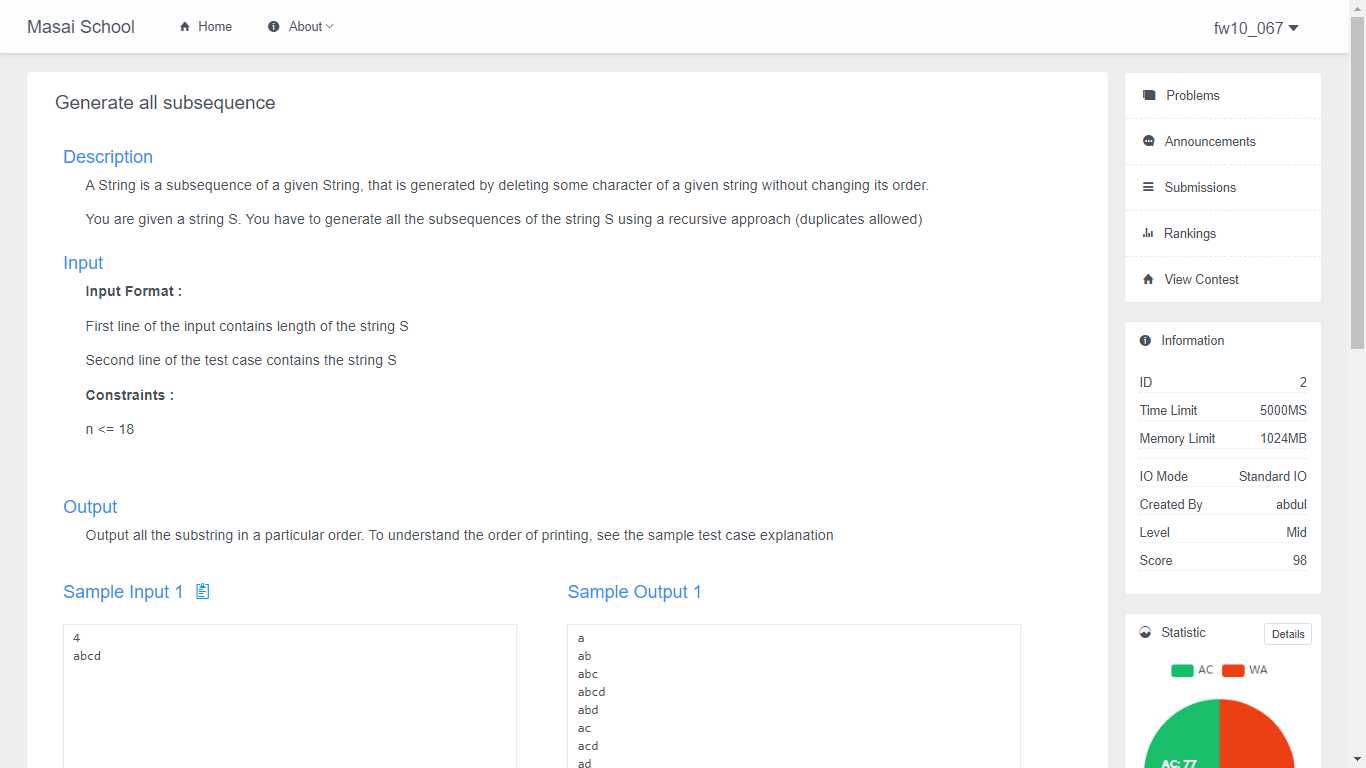 Masai School
Home
About
fw10_067
Generate all subsequence
Description
A String is a subsequence of a given String, that is generated by deleting some character of a given string without changing its order.
You are given a string S. You have to generate all the subsequences of the string S using a recursive approach (duplicates allowed)
Input
Input Format :
First line of the input contains length of the string S
Second line of the test case contains the string S
Constraints :
n <= 18
Output
Output all the substring in a particular order. To understand the order of printing, see the sample test case explanation
Sample Input 1
4
abcd
Sample Output 1
a
ab
abc
abcd
abd
ac
acd
ad
Problems
Announcements
Submissions
Rankings
View Contest
Information
ID 2
Time Limit 5000MS
Memory Limit 1024MB
IO Mode Standard IO
Created By abdul
Level Mid
Score 98
Statistic Details
AC WA
AC: 77